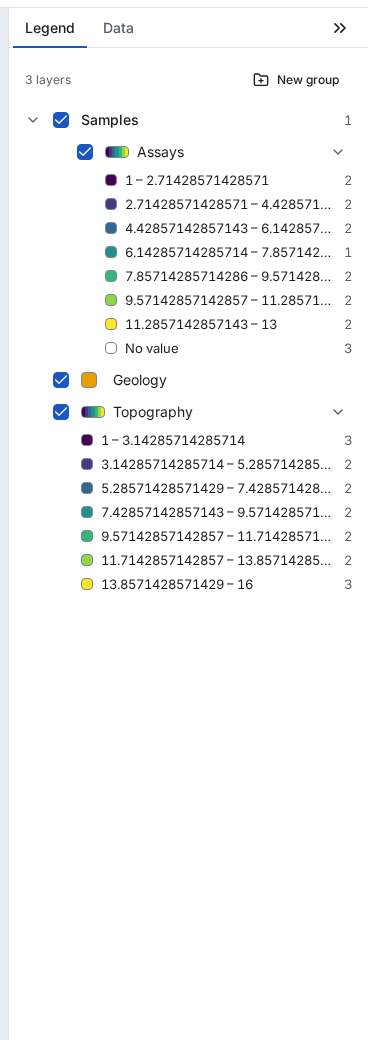 Legend Data
3 layers New group
Samples 1
Assays
1 – 2.71428571428571 2
2.71428571428571 – 4.428571... 2
4.42857142857143 – 6.142857... 2
6.14285714285714 – 7.857142... 1
7.85714285714286 – 9.571428... 2
9.57142857142857 – 11.28571... 2
11.2857142857143 – 13 2
No value 3
Geology
Topography
1 – 3.14285714285714 3
3.14285714285714 – 5.285714285... 2
5.28571428571429 – 7.428571428... 2
7.42857142857143 – 9.571428571... 2
9.57142857142857 – 11.71428571... 2
11.7142857142857 – 13.85714285... 2
13.8571428571429 – 16 3